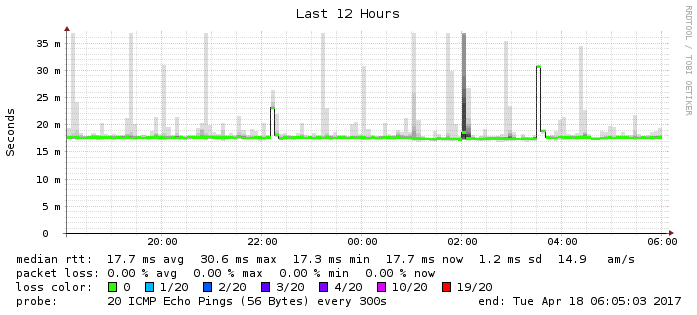 Last 12 Hours
RRDTOOL / TOBI OETIKER
Seconds
35 m
30 m
25 m
20 m
15 m
10 m
5 m
0
20:00 22:00 00:00 02:00 04:00 06:00
median rtt: 17.7 ms avg 30.6 ms max 17.3 ms min 17.7 ms now 1.2 ms sd 14.9 am/s
packet loss: 0.00 % avg 0.00 % max 0.00 % min 0.00 % now
loss color: 0 1/20 2/20 3/20 4/20 10/20 19/20
probe: 20 ICMP Echo Pings (56 Bytes) every 300s end: Tue Apr 18 06:05:03 2017